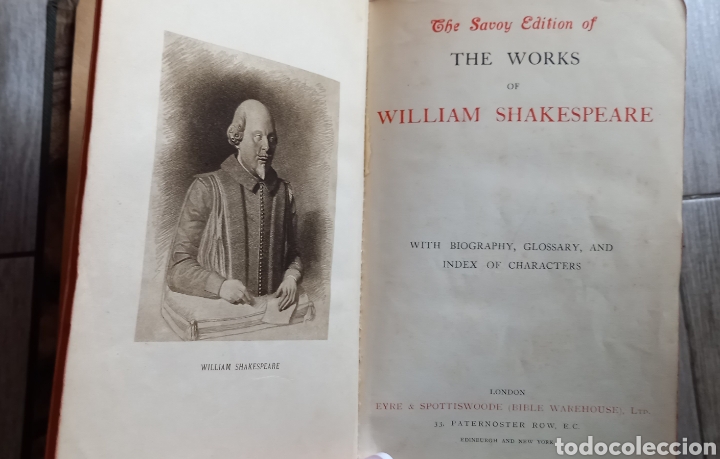 WILLIAM SHAKESPEARE
The Savoy Edition of
THE WORKS
OF
WILLIAM SHAKESPEARE
WITH BIOGRAPHY, GLOSSARY, AND
INDEX OF CHARACTERS
LONDON
EYRE & SPOTTISWOODE (BIBLE WAREHOUSE), LTD.
33, PATERNOSTER ROW, E.C.
EDINBURGH AND NEW YORK
todocoleccion